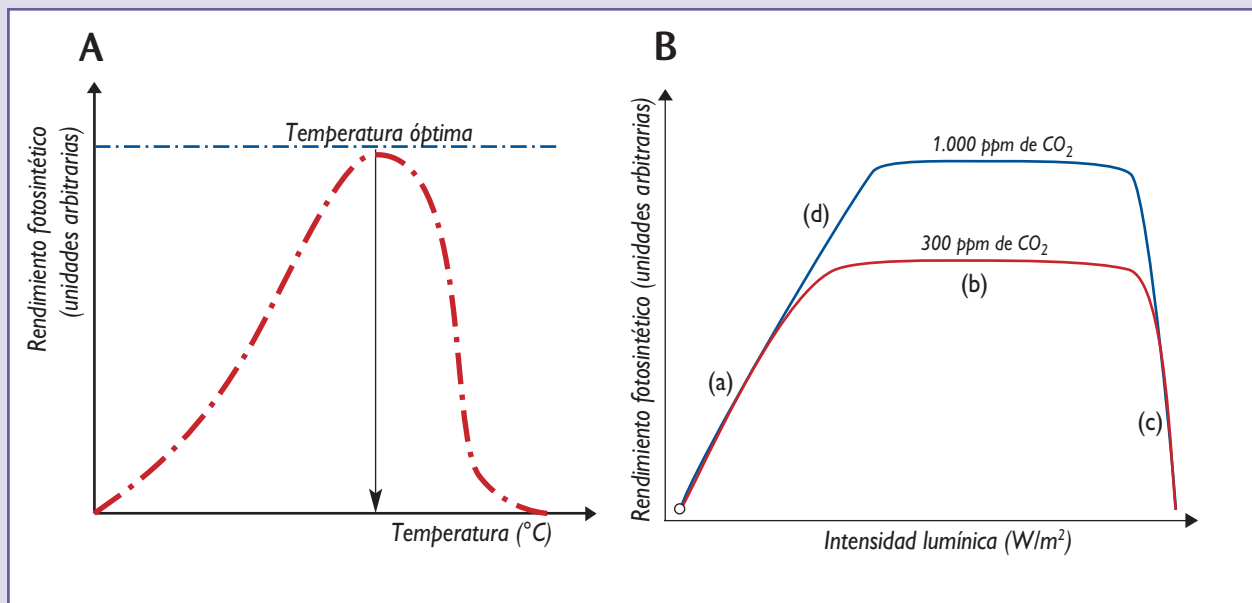 A
Rendimiento fotosintético
(unidades arbitrarias)
Temperatura óptima
Temperatura (°C)
B
Rendimiento fotosintético (unidades arbitrarias)
1.000 ppm de CO₂
(d)
300 ppm de CO₂
(b)
(a)
(c)
Intensidad lumínica (W/m²)